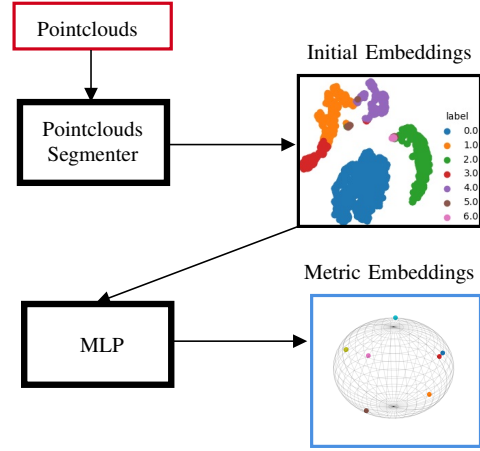 Pointclouds
Initial Embeddings
Pointclouds
Segmenter
label
0.0
1.0
2.0
3.0
4.0
5.0
6.0
Metric Embeddings
MLP